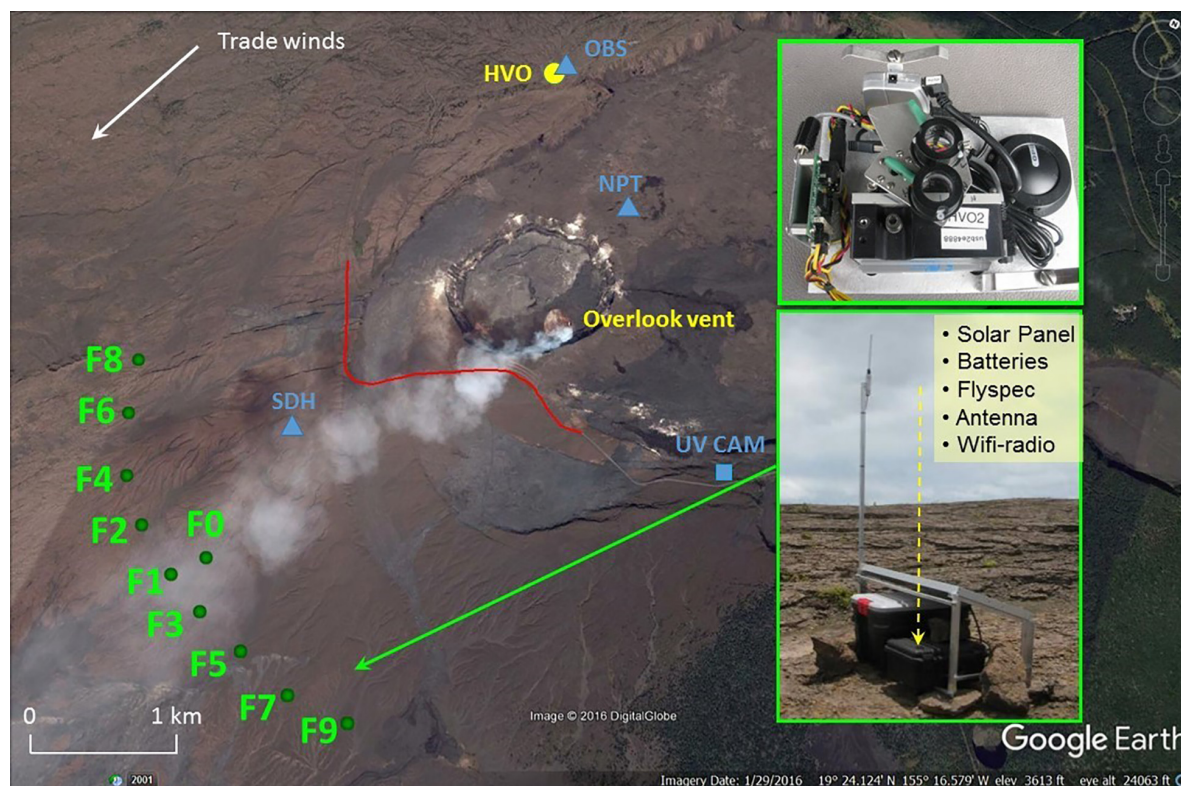 Trade winds
OBS
HVO
NPT
Overlook vent
F8
SDH
F6
UV CAM
F4
F2
F0
F1
F3
F5
F7
F9
0
1 km
HVO2
usb2e4888
• Solar Panel
• Batteries
• Flyspec
• Antenna
• Wifi-radio
Image © 2016 DigitalGlobe
Google Earth
2001
Imagery Date: 1/29/2016 19° 24.124' N 155° 16.579' W elev 3613 ft eye alt 24063 ft